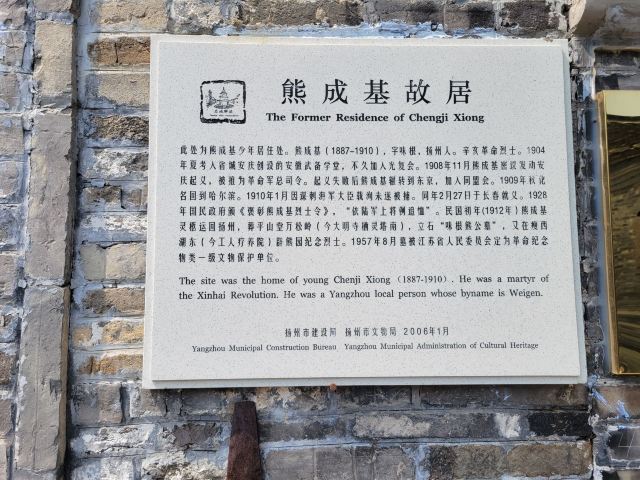 熊成基故居
The Former Residence of Chengji Xiong
此处为熊成基少年居住处。熊成基(1887-1910),字味根,扬州人。辛亥革命烈士。1904
年夏考入省城安庆创设的安徽武备学堂,不久加入光复会。1908年11月熊成基密议发动安
庆起义,被推为革命军总司令。起义失败后熊成基辗转到东京,加入同盟会。1909年秋化
名回到哈尔滨。1910年1月因谋刺海军大臣载洵未遂被捕。同年2月27日于长春就义。1928
年国民政府颁《褒彰熊成基烈士令》,“依陆军上将例追恤”。民国初年(1912年)熊成基
灵榇运回扬州,葬平山堂万松岭(今大明寺栖灵塔南),立石“味根熊公墓”,又在瘦西
湖东(今工人疗养院)辟熊园纪念烈士。1957年8月墓被江苏省人民委员会定为革命纪念
物类一级文物保护单位。
The site was the home of young Chenji Xiong (1887-1910). He was a martyr of
the Xinhai Revolution. He was a Yangzhou local person whose byname is Weigen.
扬州市建设局 扬州市文物局 2006年1月
Yangzhou Municipal Construction Bureau Yangzhou Municipal Administration of Cultural Heritage